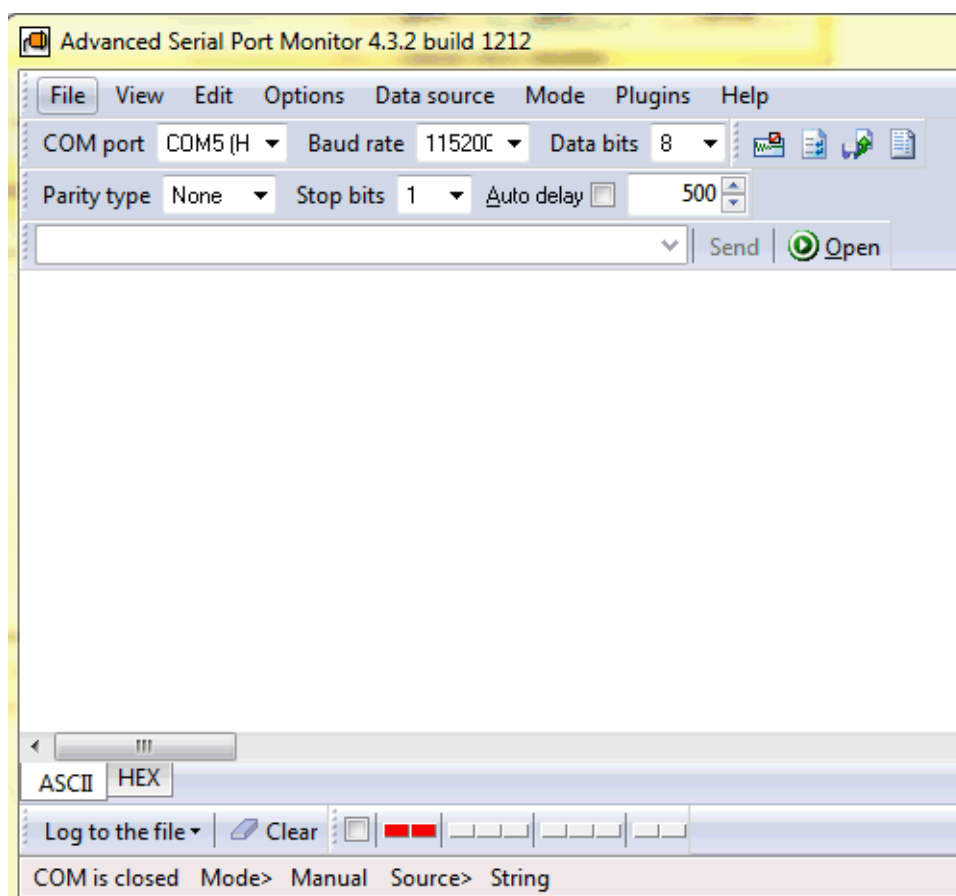 Advanced Serial Port Monitor 4.3.2 build 1212
File View Edit Options Data source Mode Plugins Help
COM port COM5 (H Baud rate 11520( Data bits 8
Parity type None Stop bits 1 Auto delay 500
Send Open
ASCII HEX
Log to the file Clear
COM is closed Mode> Manual Source> String